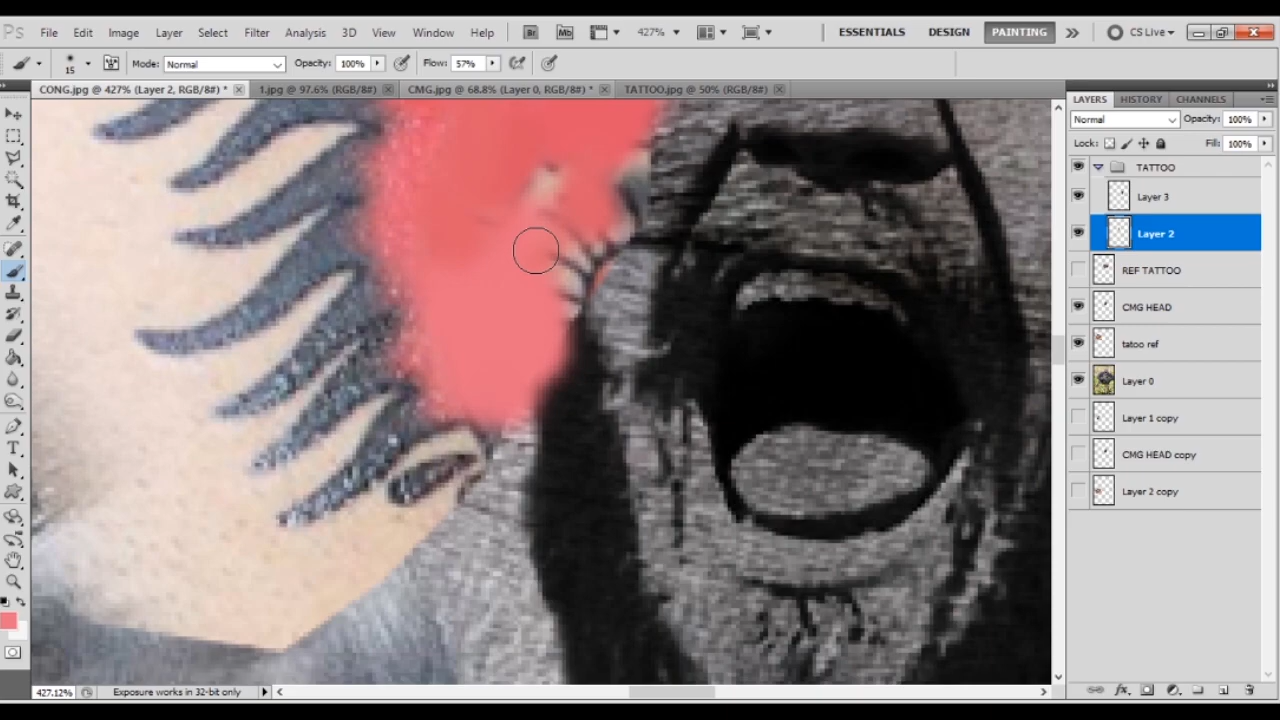 Ps File Edit Image Layer Select Filter Analysis 3D View Window Help Br Mb 427% ESSENTIALS DESIGN PAINTING CS Live
15 Mode: Normal Opacity: 100% Flow: 57%
CONG.jpg @ 427% (Layer 2, RGB/8#) * 1.jpg @ 97.6% (RGB/8#) CMG.jpg @ 68.8% (Layer 0, RGB/8#) * TATTOO.jpg @ 50% (RGB/8#)
LAYERS HISTORY CHANNELS
Normal Opacity: 100%
Lock: Fill: 100%
TATTOO
Layer 3
Layer 2
REF TATTOO
CMG HEAD
tatoo ref
Layer 0
Layer 1 copy
CMG HEAD copy
Layer 2 copy
427.12% Exposure works in 32-bit only